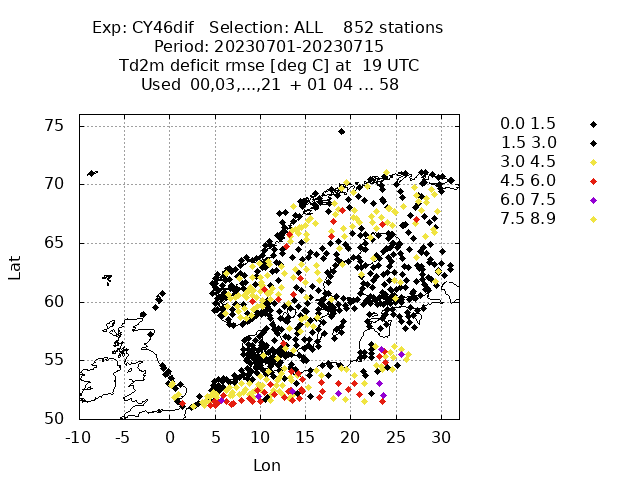 Exp: CY46dif   Selection: ALL    852 stations
Period: 20230701-20230715
Td2m deficit rmse [deg C] at  19 UTC
Used  00,03,...,21  + 01 04 ... 58
75
70
65
60
55
50
-10 -5 0 5 10 15 20 25 30
Lat
Lon
0.0 1.5
1.5 3.0
3.0 4.5
4.5 6.0
6.0 7.5
7.5 8.9